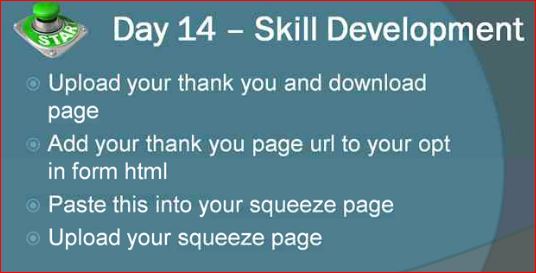 START
Day 14 – Skill Development
Upload your thank you and download
page
Add your thank you page url to your opt
in form html
Paste this into your squeeze page
Upload your squeeze page